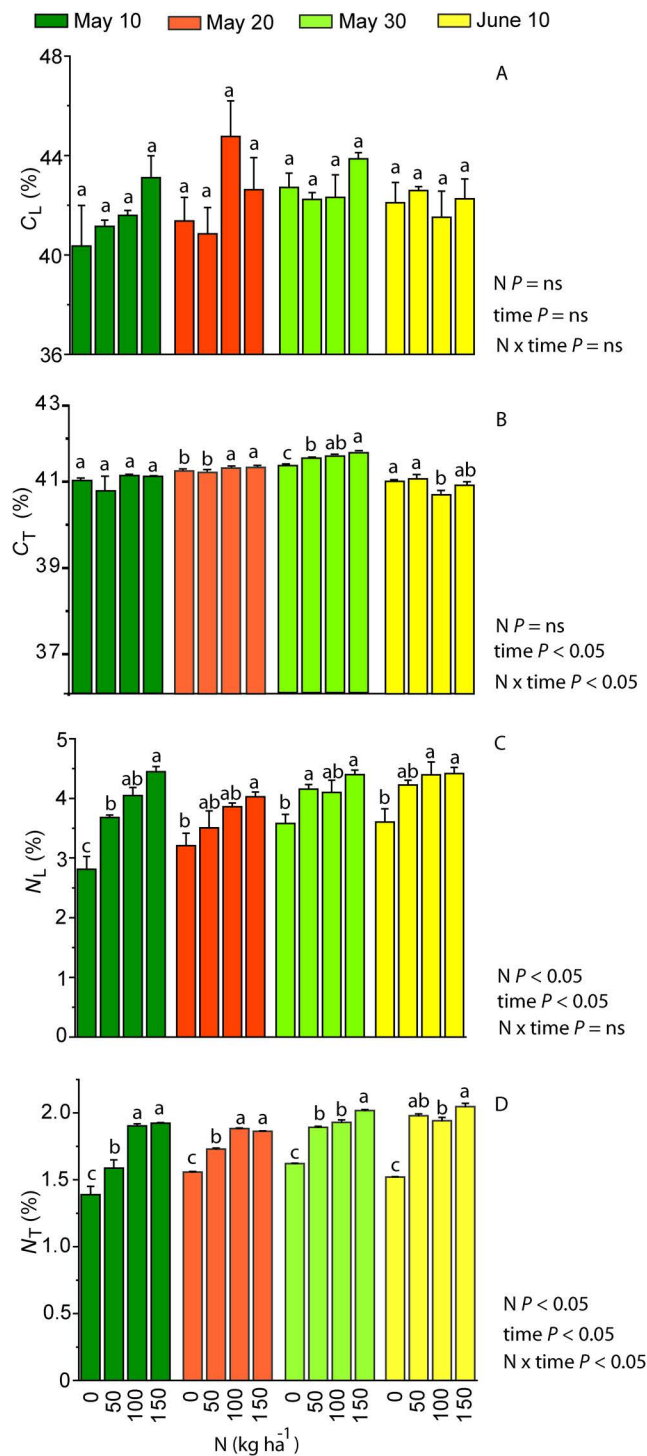 May 10 May 20 May 30 June 10
A
48
44
40
36
C_L (%)
a a a a a a a a a a a a a a a a
N P = ns
time P = ns
N x time P = ns
B
43
41
39
37
C_T (%)
a a a a b b a a c b ab a a a b ab
N P = ns
time P < 0.05
N x time P < 0.05
C
5
4
3
2
1
0
N_L (%)
c b ab a b ab ab a b a ab a b ab a a
N P < 0.05
time P < 0.05
N x time P = ns
D
2.0
1.5
1.0
0.5
0
N_T (%)
c b a a c b a a c b b a c ab b a
N P < 0.05
time P < 0.05
N x time P < 0.05
0 50 100 150 0 50 100 150 0 50 100 150 0 50 100 150
N (kg ha⁻¹)